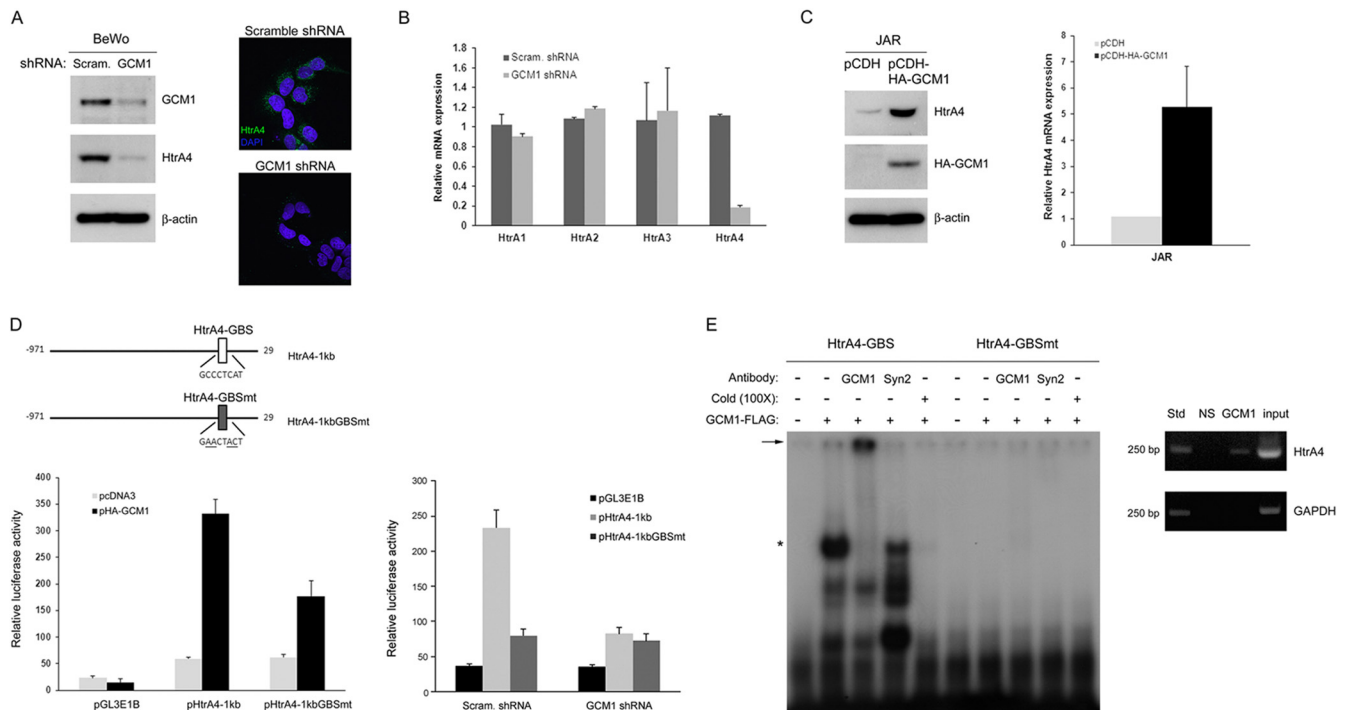 A
BeWo
shRNA: Scram. GCM1
GCM1
HtrA4
β-actin
Scramble shRNA
HtrA4
DAPI
GCM1 shRNA
B
Relative mRNA expression
1.8
1.6
1.4
1.2
1
0.8
0.6
0.4
0.2
0
Scram. shRNA
GCM1 shRNA
HtrA1 HtrA2 HtrA3 HtrA4
C
JAR
pCDH pCDH-
HA-GCM1
HtrA4
HA-GCM1
β-actin
Relative HtrA4 mRNA expression
8
7
6
5
4
3
2
1
0
pCDH
pCDH-HA-GCM1
JAR
D
HtrA4-GBS
-971 29 HtrA4-1kb
GCCCTCAT
HtrA4-GBSmt
-971 29 HtrA4-1kbGBSmt
GAACTACT
Relative luciferase activity
400
350
300
250
200
150
100
50
0
pcDNA3
pHA-GCM1
pGL3E1B pHtrA4-1kb pHtrA4-1kbGBSmt
Relative luciferase activity
300
250
200
150
100
50
0
pGL3E1B
pHtrA4-1kb
pHtrA4-1kbGBSmt
Scram. shRNA GCM1 shRNA
E
HtrA4-GBS HtrA4-GBSmt
Antibody: - - GCM1 Syn2 - - - GCM1 Syn2 -
Cold (100X): - - - - + - - - - +
GCM1-FLAG: - + + + + - + + + +
*
Std NS GCM1 input
250 bp HtrA4
250 bp GAPDH